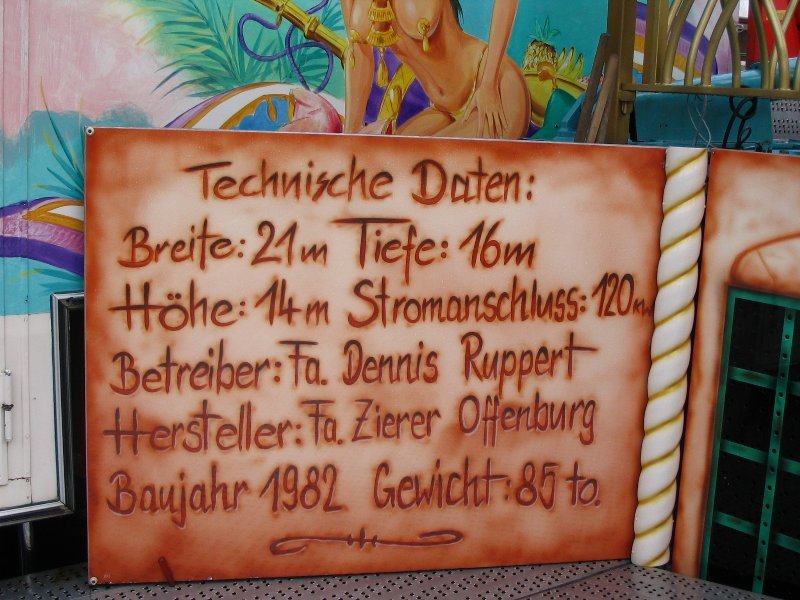 Technische Daten:
Breite: 21m Tiefe: 16m
Höhe: 14m Stromanschluss: 120kw
Betreiber: Fa. Dennis Ruppert
Hersteller: Fa. Zierer Offenburg
Baujahr 1982 Gewicht: 85 to.